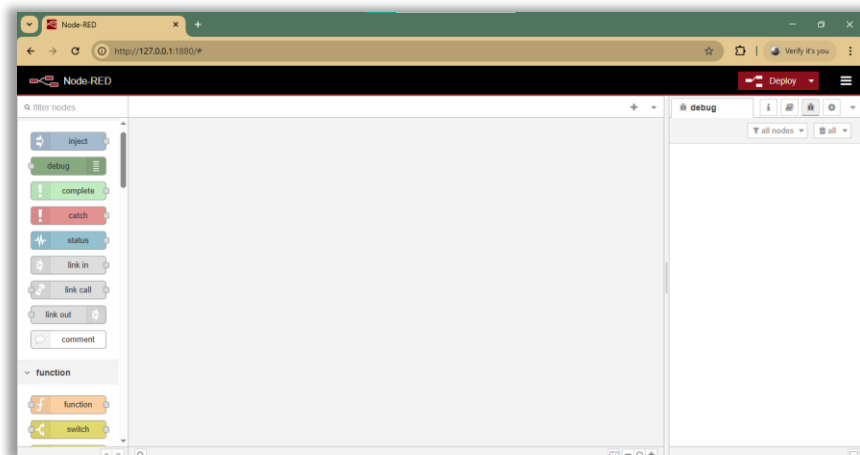 Node-RED
http://127.0.0.1:1880/#
Verify it's you
Node-RED
Deploy
filter nodes
debug
i
all nodes
all
inject
debug
complete
catch
status
link in
link call
link out
comment
function
function
switch